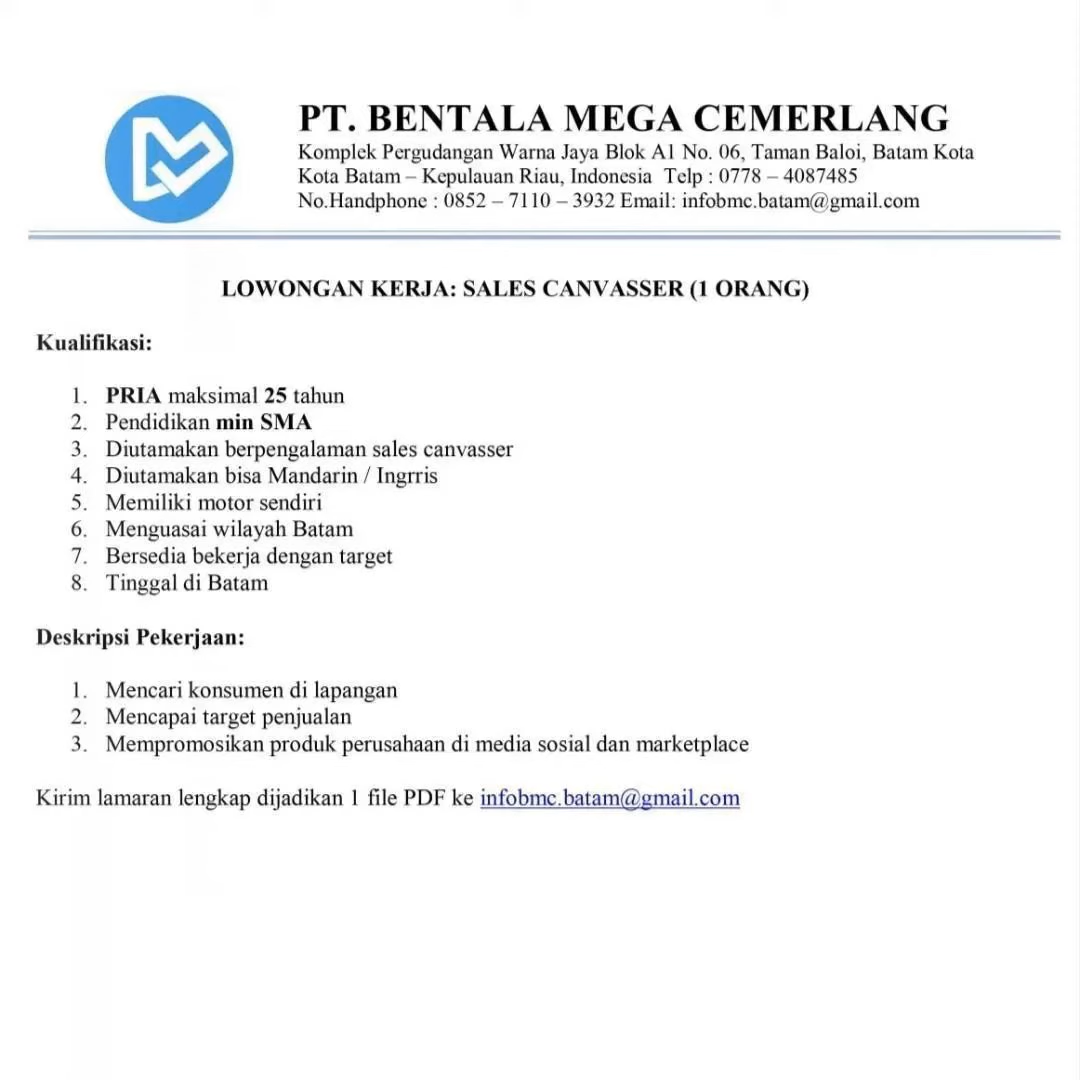 PT. BENTALA MEGA CEMERLANG
Komplek Pergudangan Warna Jaya Blok A1 No. 06, Taman Baloi, Batam Kota
Kota Batam – Kepulauan Riau, Indonesia  Telp : 0778 – 4087485
No.Handphone : 0852 – 7110 – 3932 Email: infobmc.batam@gmail.com
LOWONGAN KERJA: SALES CANVASSER (1 ORANG)
Kualifikasi:
1. PRIA maksimal 25 tahun
2. Pendidikan min SMA
3. Diutamakan berpengalaman sales canvasser
4. Diutamakan bisa Mandarin / Ingrris
5. Memiliki motor sendiri
6. Menguasai wilayah Batam
7. Bersedia bekerja dengan target
8. Tinggal di Batam
Deskripsi Pekerjaan:
1. Mencari konsumen di lapangan
2. Mencapai target penjualan
3. Mempromosikan produk perusahaan di media sosial dan marketplace
Kirim lamaran lengkap dijadikan 1 file PDF ke infobmc.batam@gmail.com